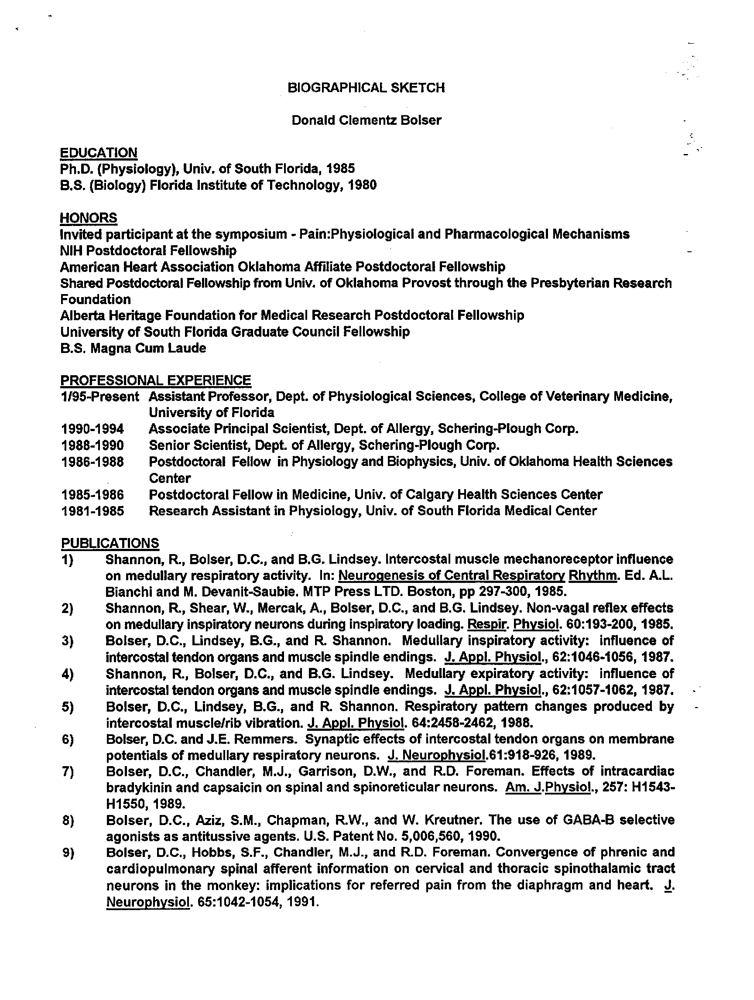 BIOGRAPHICAL SKETCH
Donald Clementz Bolser
EDUCATION
Ph.D. (Physiology), Univ. of South Florida, 1985
B.S. (Biology) Florida Institute of Technology, 1980
HONORS
Invited participant at the symposium - Pain:Physiological and Pharmacological Mechanisms
NIH Postdoctoral Fellowship
American Heart Association Oklahoma Affiliate Postdoctoral Fellowship
Shared Postdoctoral Fellowship from Univ. of Oklahoma Provost through the Presbyterian Research
Foundation
Alberta Heritage Foundation for Medical Research Postdoctoral Fellowship
University of South Florida Graduate Council Fellowship
B.S. Magna Cum Laude
PROFESSIONAL EXPERIENCE
1/95-Present Assistant Professor, Dept. of Physiological Sciences, College of Veterinary Medicine,
University of Florida
1990-1994 Associate Principal Scientist, Dept. of Allergy, Schering-Plough Corp.
1988-1990 Senior Scientist, Dept. of Allergy, Schering-Plough Corp.
1986-1988 Postdoctoral Fellow in Physiology and Biophysics, Univ. of Oklahoma Health Sciences
Center
1985-1986 Postdoctoral Fellow in Medicine, Univ. of Calgary Health Sciences Center
1981-1985 Research Assistant in Physiology, Univ. of South Florida Medical Center
PUBLICATIONS
1) Shannon, R., Bolser, D.C., and B.G. Lindsey. Intercostal muscle mechanoreceptor influence
on medullary respiratory activity. In: Neurogenesis of Central Respiratory Rhythm. Ed. A.L.
Bianchi and M. Devanit-Saubie. MTP Press LTD. Boston, pp 297-300, 1985.
2) Shannon, R., Shear, W., Mercak, A., Bolser, D.C., and B.G. Lindsey. Non-vagal reflex effects
on medullary inspiratory neurons during inspiratory loading. Respir. Physiol. 60:193-200, 1985.
3) Bolser, D.C., Lindsey, B.G., and R. Shannon. Medullary inspiratory activity: influence of
intercostal tendon organs and muscle spindle endings. J. Appl. Physiol., 62:1046-1056, 1987.
4) Shannon, R., Bolser, D.C., and B.G. Lindsey. Medullary expiratory activity: influence of
intercostal tendon organs and muscle spindle endings. J. Appl. Physiol., 62:1057-1062, 1987.
5) Bolser, D.C., Lindsey, B.G., and R. Shannon. Respiratory pattern changes produced by
intercostal muscle/rib vibration. J. Appl. Physiol. 64:2458-2462, 1988.
6) Bolser, D.C. and J.E. Remmers. Synaptic effects of intercostal tendon organs on membrane
potentials of medullary respiratory neurons. J. Neurophysiol.61:918-926, 1989.
7) Bolser, D.C., Chandler, M.J., Garrison, D.W., and R.D. Foreman. Effects of intracardiac
bradykinin and capsaicin on spinal and spinoreticular neurons. Am. J.Physiol., 257: H1543-
H1550, 1989.
8) Bolser, D.C., Aziz, S.M., Chapman, R.W., and W. Kreutner. The use of GABA-B selective
agonists as antitussive agents. U.S. Patent No. 5,006,560, 1990.
9) Bolser, D.C., Hobbs, S.F., Chandler, M.J., and R.D. Foreman. Convergence of phrenic and
cardiopulmonary spinal afferent information on cervical and thoracic spinothalamic tract
neurons in the monkey: implications for referred pain from the diaphragm and heart. J.
Neurophysiol. 65:1042-1054, 1991.